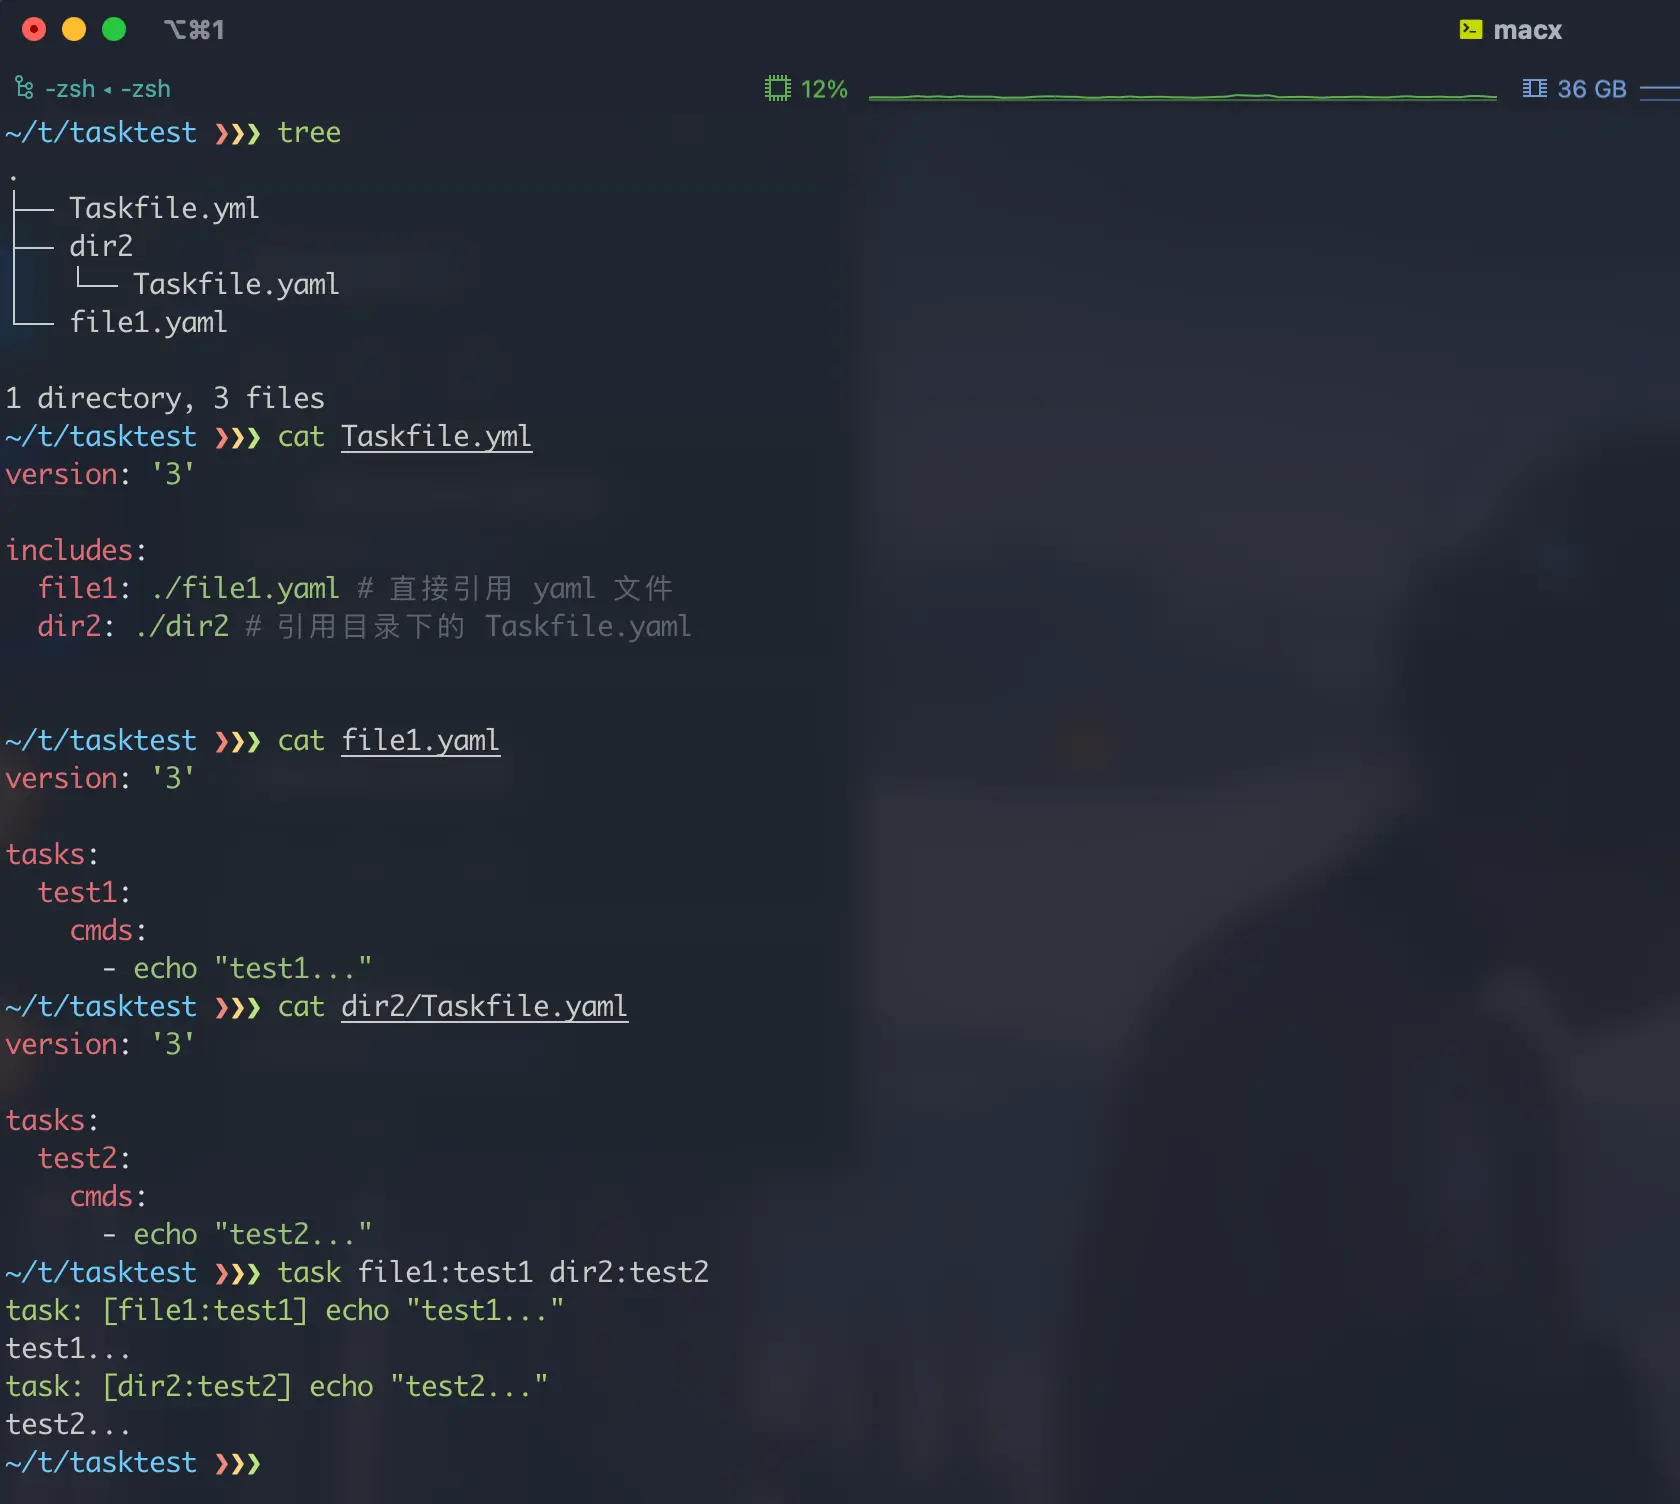 ⌥⌘1
macx
-zsh ◂ -zsh
12%
36 GB
~/t/tasktest ❯❯❯ tree
.
├── Taskfile.yml
├── dir2
│   └── Taskfile.yaml
└── file1.yaml
1 directory, 3 files
~/t/tasktest ❯❯❯ cat Taskfile.yml
version: '3'
includes:
  file1: ./file1.yaml # 直接引用 yaml 文件
  dir2: ./dir2 # 引用目录下的 Taskfile.yaml
~/t/tasktest ❯❯❯ cat file1.yaml
version: '3'
tasks:
  test1:
    cmds:
      - echo "test1..."
~/t/tasktest ❯❯❯ cat dir2/Taskfile.yaml
version: '3'
tasks:
  test2:
    cmds:
      - echo "test2..."
~/t/tasktest ❯❯❯ task file1:test1 dir2:test2
task: [file1:test1] echo "test1..."
test1...
task: [dir2:test2] echo "test2..."
test2...
~/t/tasktest ❯❯❯